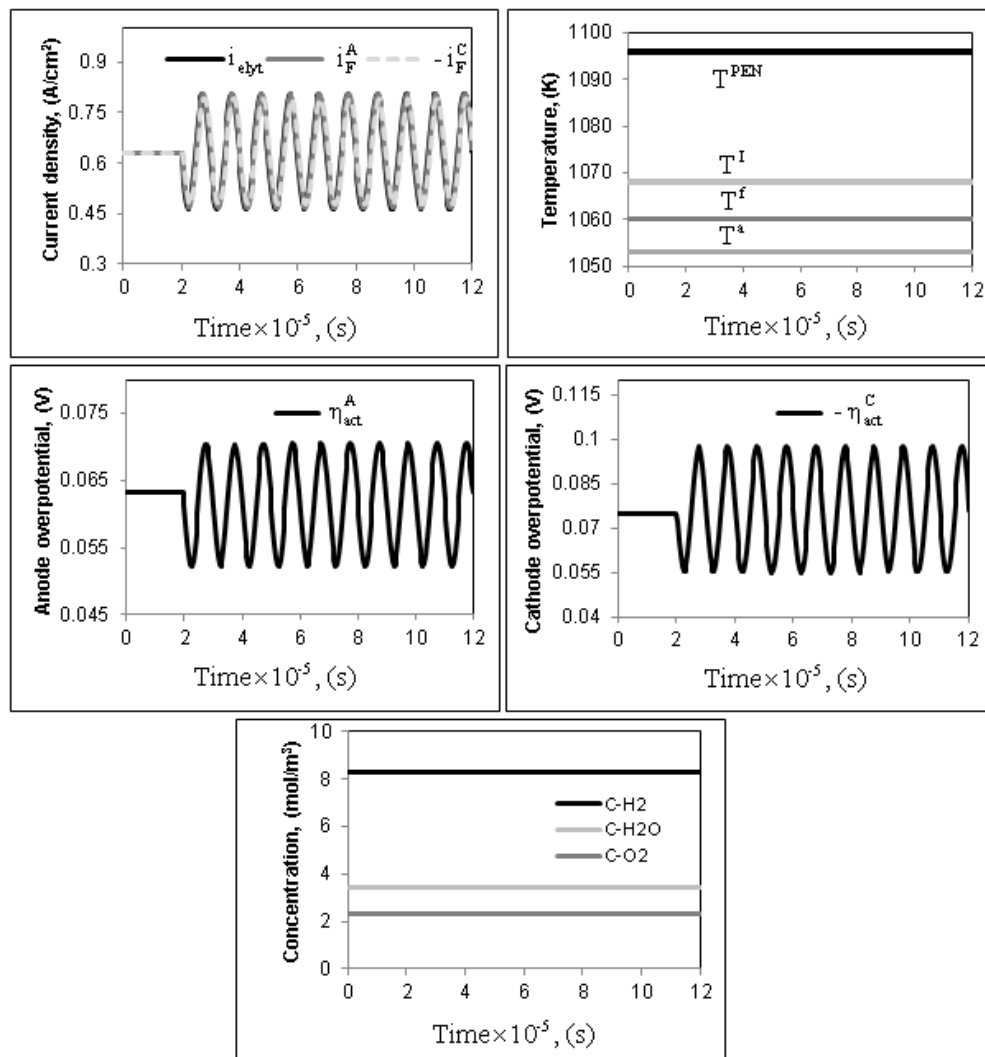 Current density, (A/cm²)
0.9
0.75
0.6
0.45
0.3
i elyt i F A - i F C
0 2 4 6 8 10 12
Time×10⁻⁵, (s)
Temperature, (K)
1100
1090
1080
1070
1060
1050
T PEN
T I
T f
T a
0 2 4 6 8 10 12
Time×10⁻⁵, (s)
Anode overpotential, (V)
0.075
0.065
0.055
0.045
η act A
0 2 4 6 8 10 12
Time×10⁻⁵, (s)
Cathode overpotential, (V)
0.115
0.1
0.085
0.07
0.055
0.04
- η act C
0 2 4 6 8 10 12
Time×10⁻⁵, (s)
Concentration, (mol/m³)
10
8
6
4
2
0
C-H2
C-H2O
C-O2
0 2 4 6 8 10 12
Time×10⁻⁵, (s)